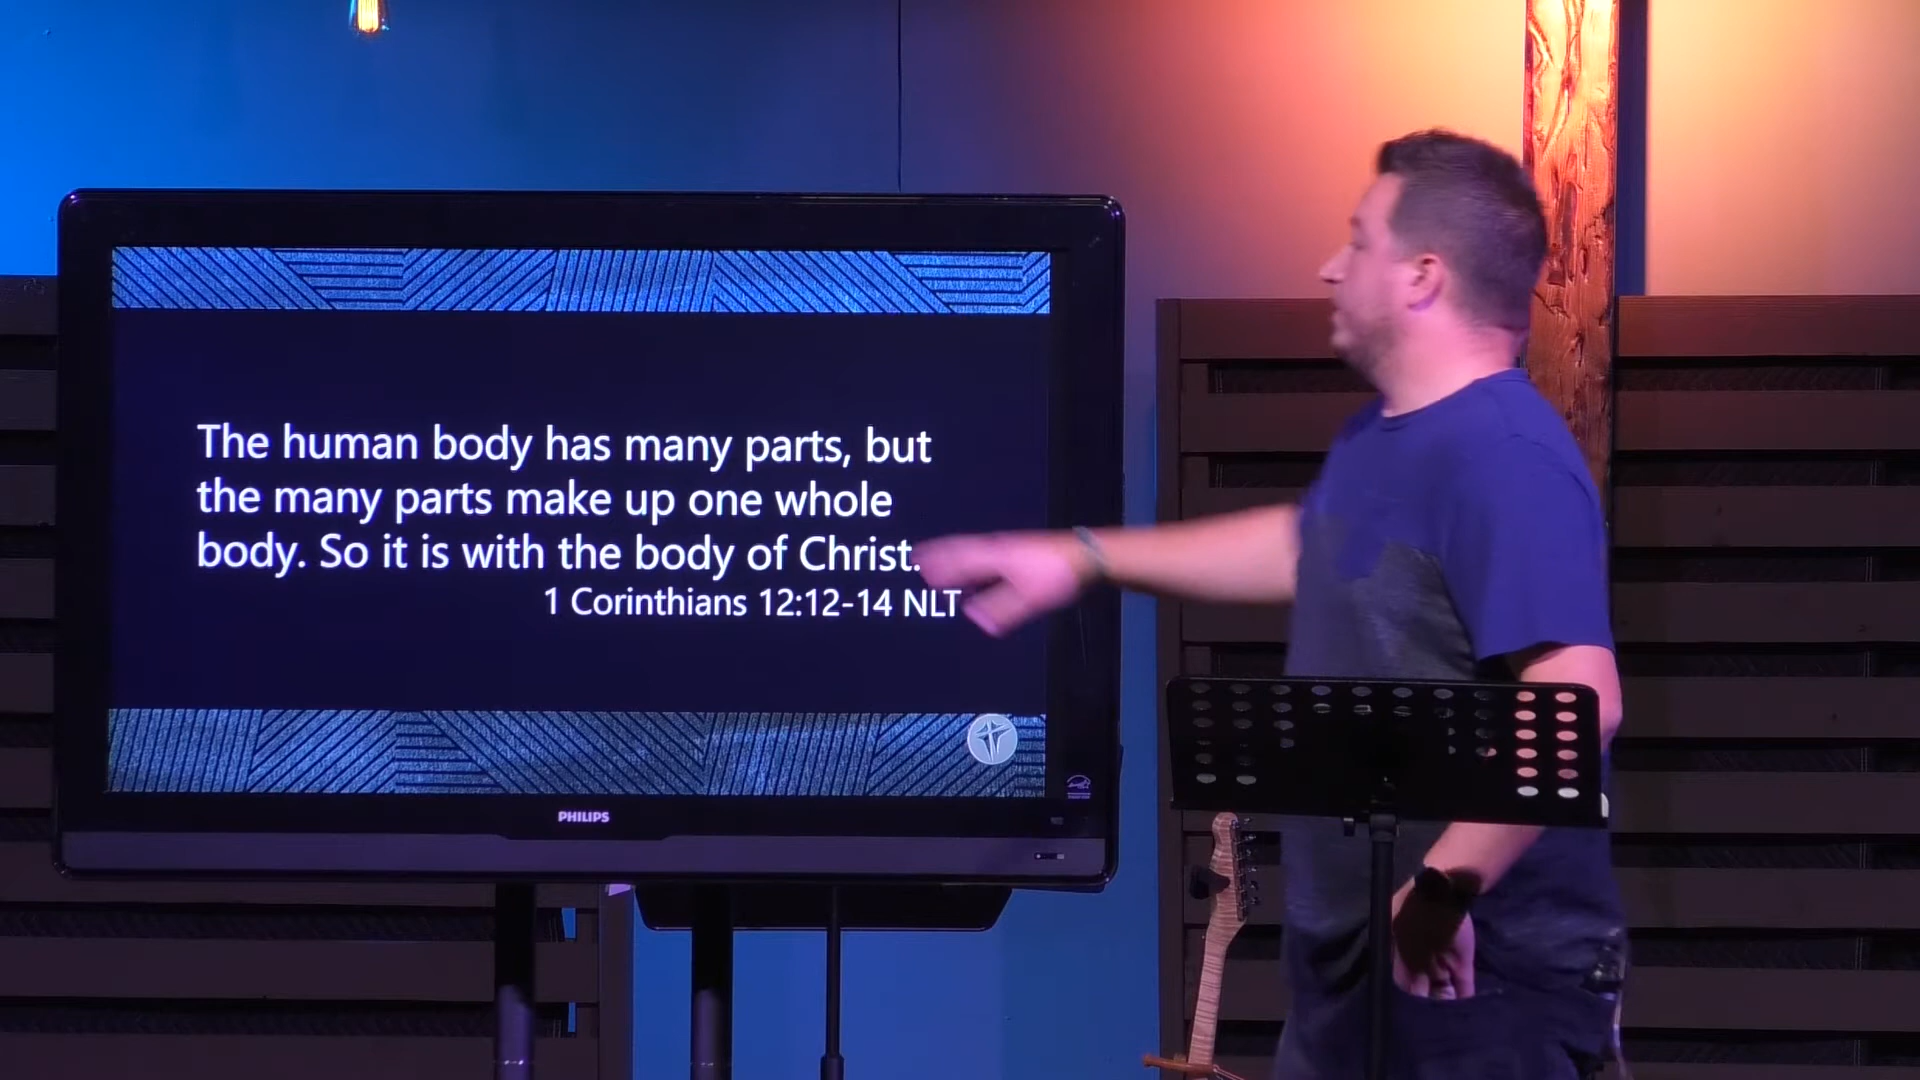 The human body has many parts, but
the many parts make up one whole
body. So it is with the body of Christ.
1 Corinthians 12:12-14 NLT
PHILIPS